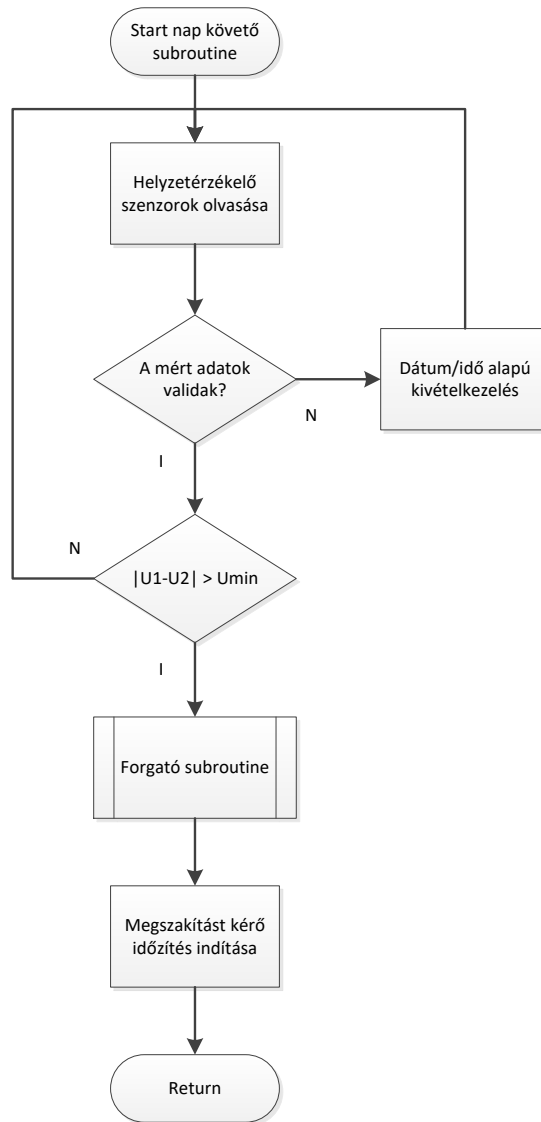 Start nap követő
subroutine
Helyzetérzékelő
szenzorok olvasása
A mért adatok
validak?
N
Dátum/idő alapú
kivételkezelés
I
N
|U1-U2| > Umin
I
Forgató subroutine
Megszakítást kérő
időzítés indítása
Return